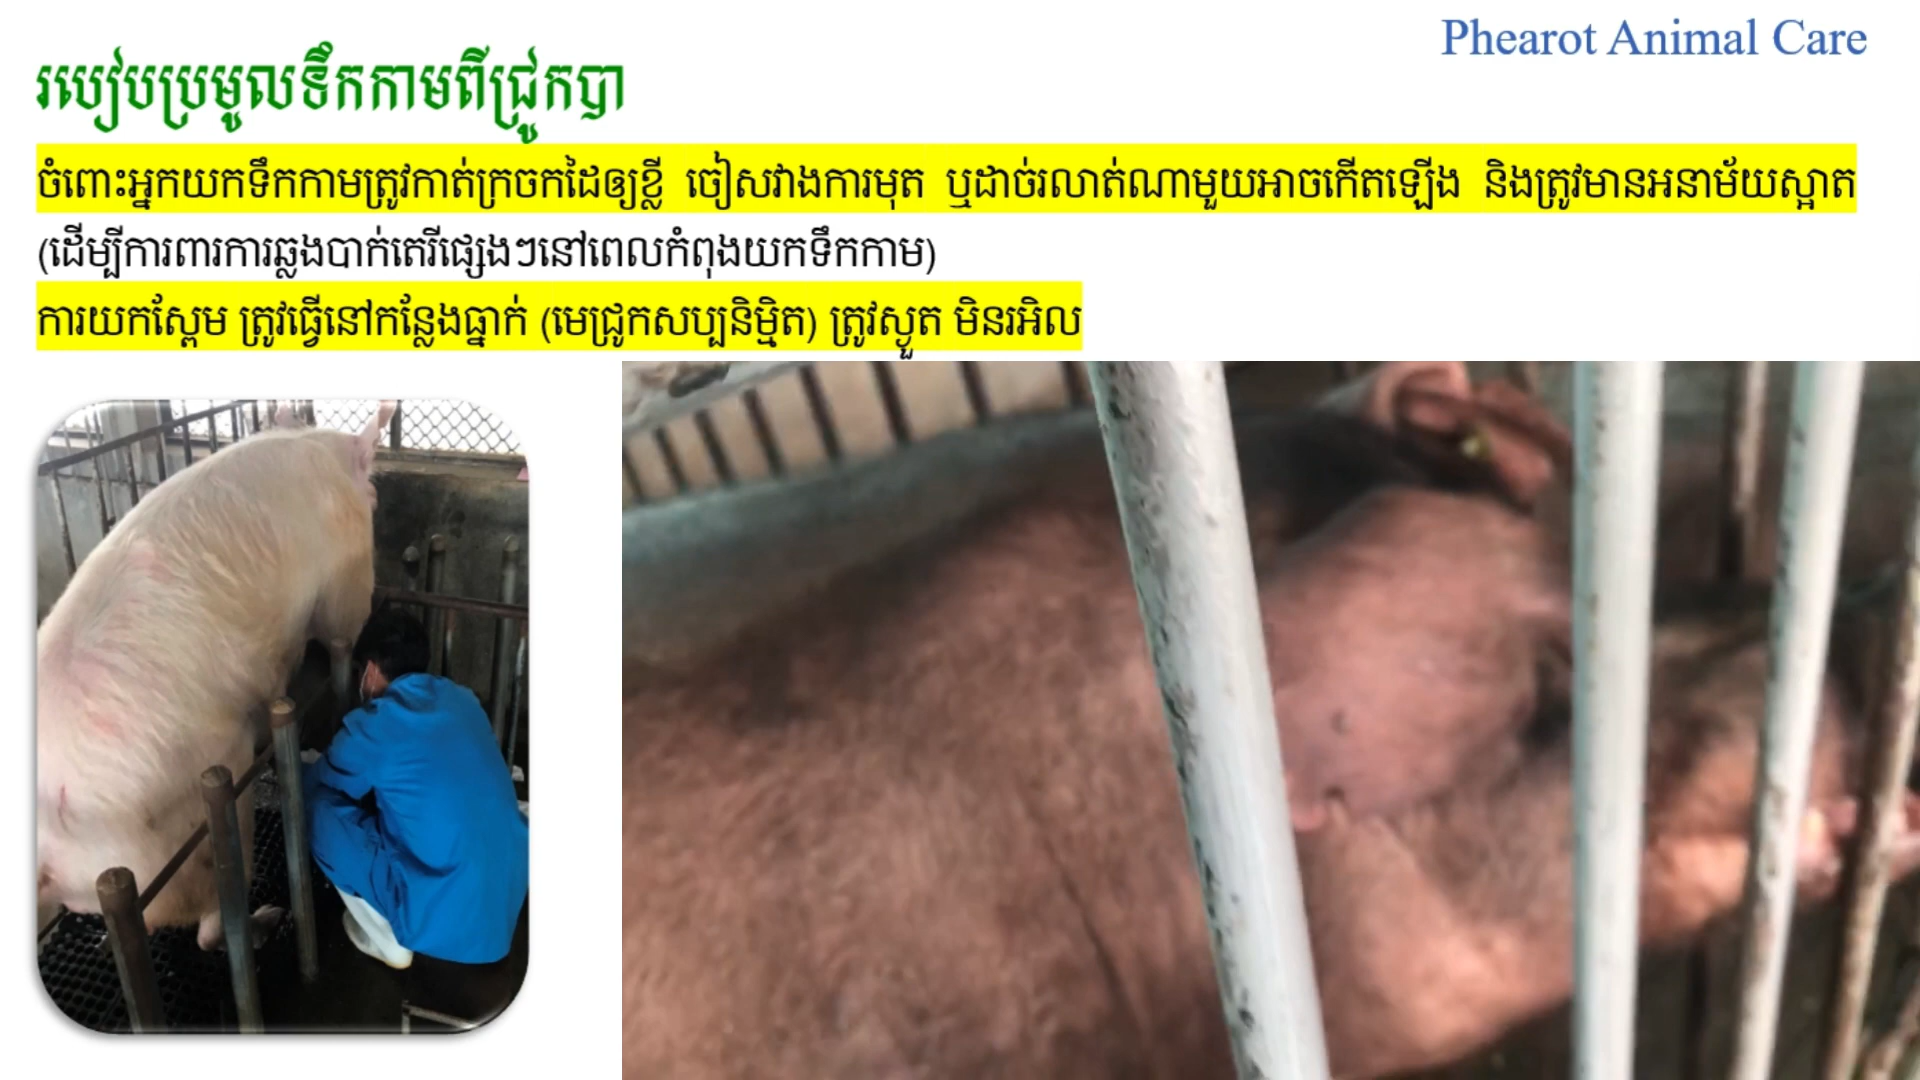 Phearot Animal Care
របៀបប្រមូលទឹកកាមពីជ្រូកបា
ចំពោះអ្នកយកទឹកកាមត្រូវកាត់ក្រចកដៃឲ្យខ្លី ចៀសវាងការមុត ឬដាច់រលាត់ណាមួយអាចកើតឡើង និងត្រូវមានអនាម័យស្អាត
(ដើម្បីការពារការឆ្លងបាក់តេរីផ្សេងៗនៅពេលកំពុងយកទឹកកាម)
ការយកស្ពែម ត្រូវធ្វើនៅកន្លែងធ្នាក់ (មេជ្រូកសប្បនិម្មិត) ត្រូវស្ងួត មិនរអិល